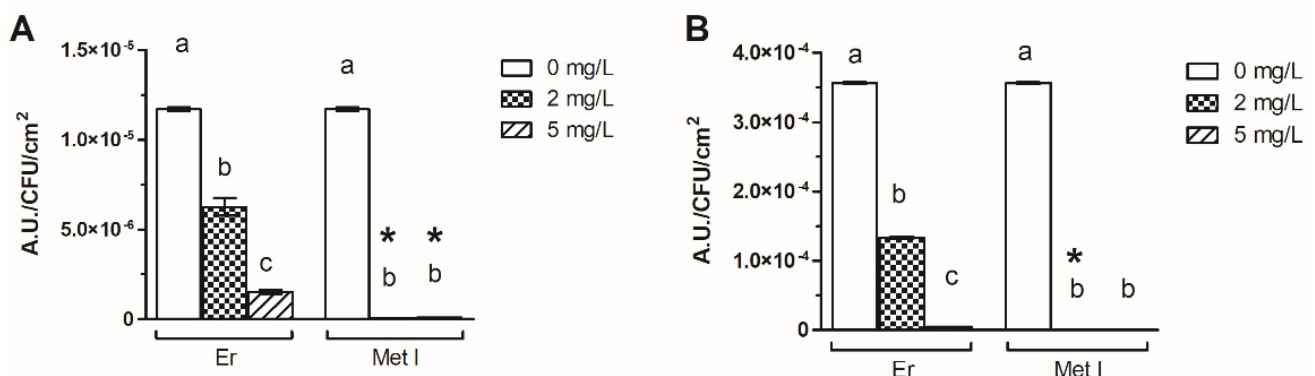 A
A.U./CFU/cm²
1.5×10⁻⁵
1.0×10⁻⁵
5.0×10⁻⁶
0
a
b
c
a
* *
b b
Er Met I
0 mg/L
2 mg/L
5 mg/L
B
A.U./CFU/cm²
4.0×10⁻⁴
3.0×10⁻⁴
2.0×10⁻⁴
1.0×10⁻⁴
0
a
b
c
a
*
b b
Er Met I
0 mg/L
2 mg/L
5 mg/L